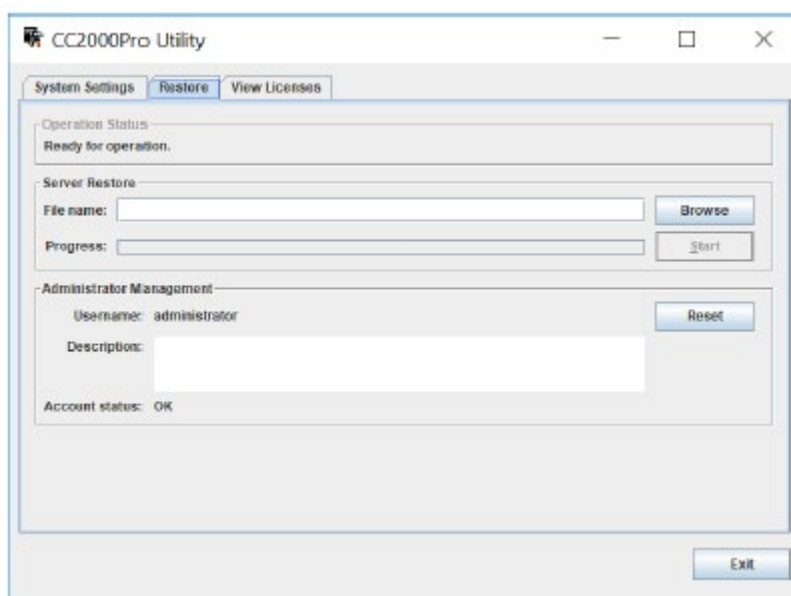 CC2000Pro Utility
System Settings Restore View Licenses
Operation Status
Ready for operation.
Server Restore
File name: Browse
Progress: Start
Administrator Management
Username: administrator Reset
Description:
Account status: OK
Exit